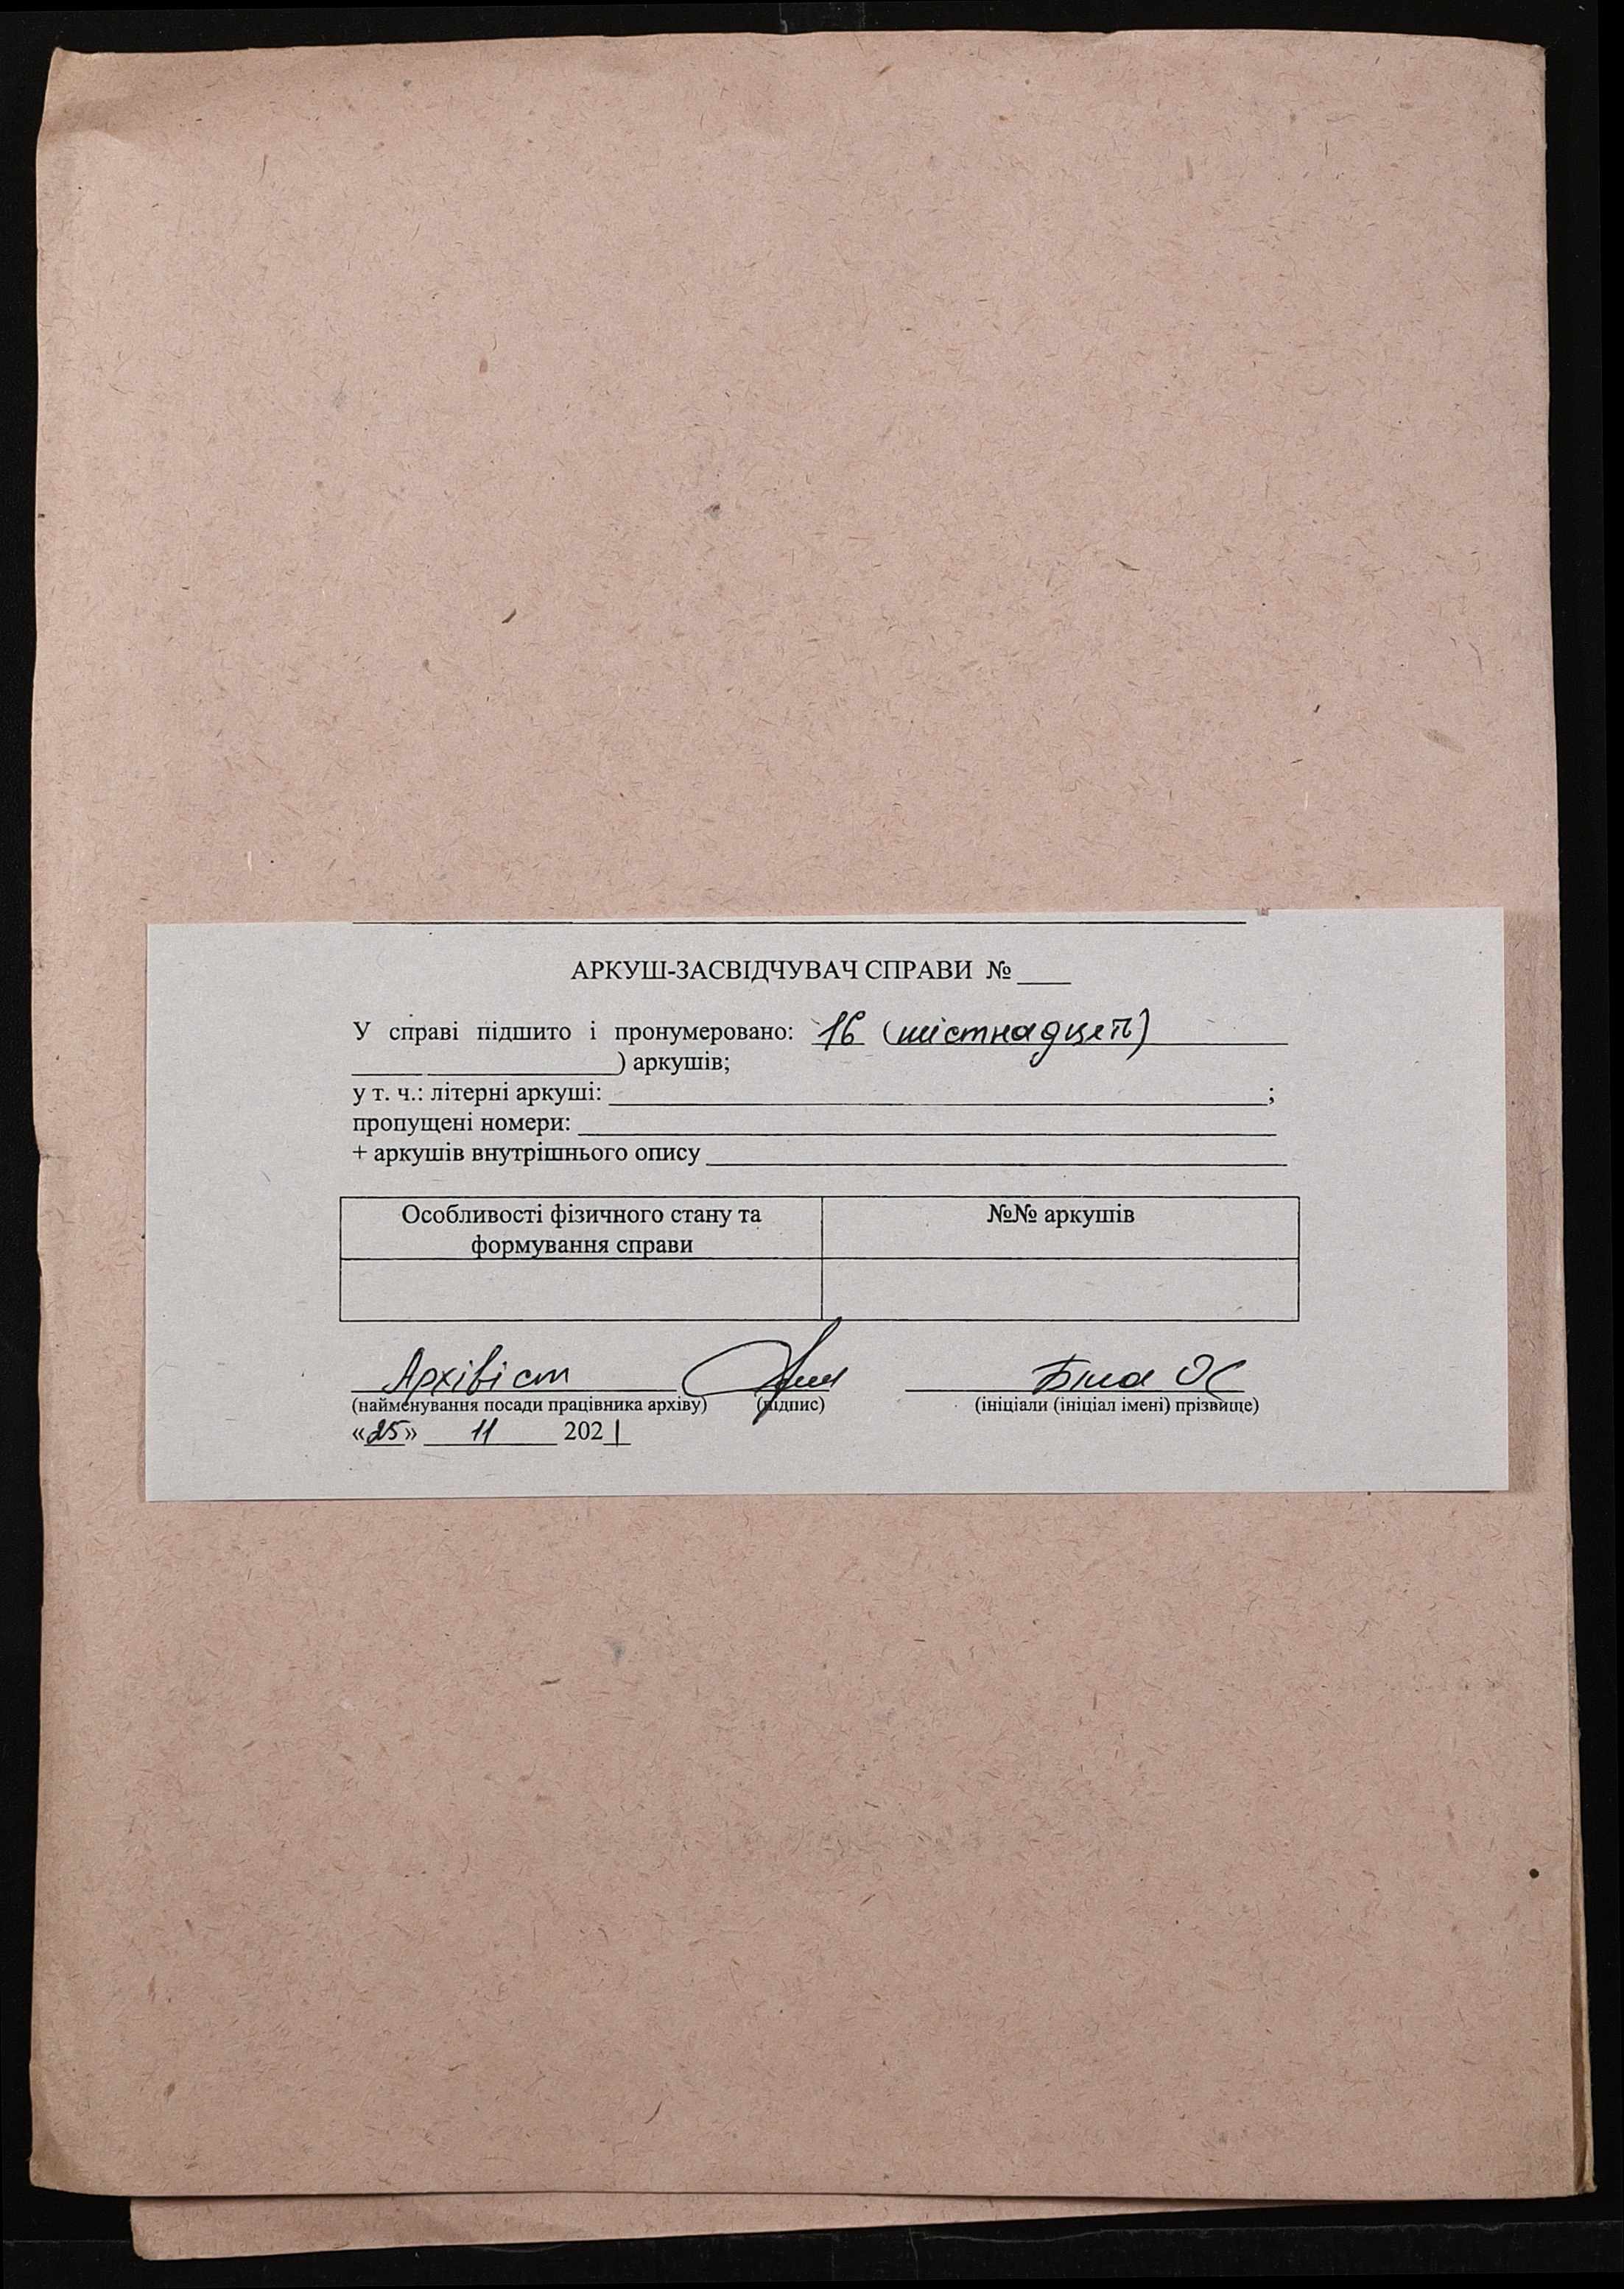 АРКУШ-ЗАСВІДЧУВАЧ СПРАВИ № ____
У справі підшито і пронумеровано: 16 (шістнадцять)
) аркушів;
у т. ч.: літерні аркуші: ;
пропущені номери:
+ аркушів внутрішнього опису
Особливості фізичного стану та
формування справи
№№ аркушів
Архівіст
(найменування посади працівника архіву) (підпис) (ініціали (ініціал імені) прізвище)
«25» 11 2021